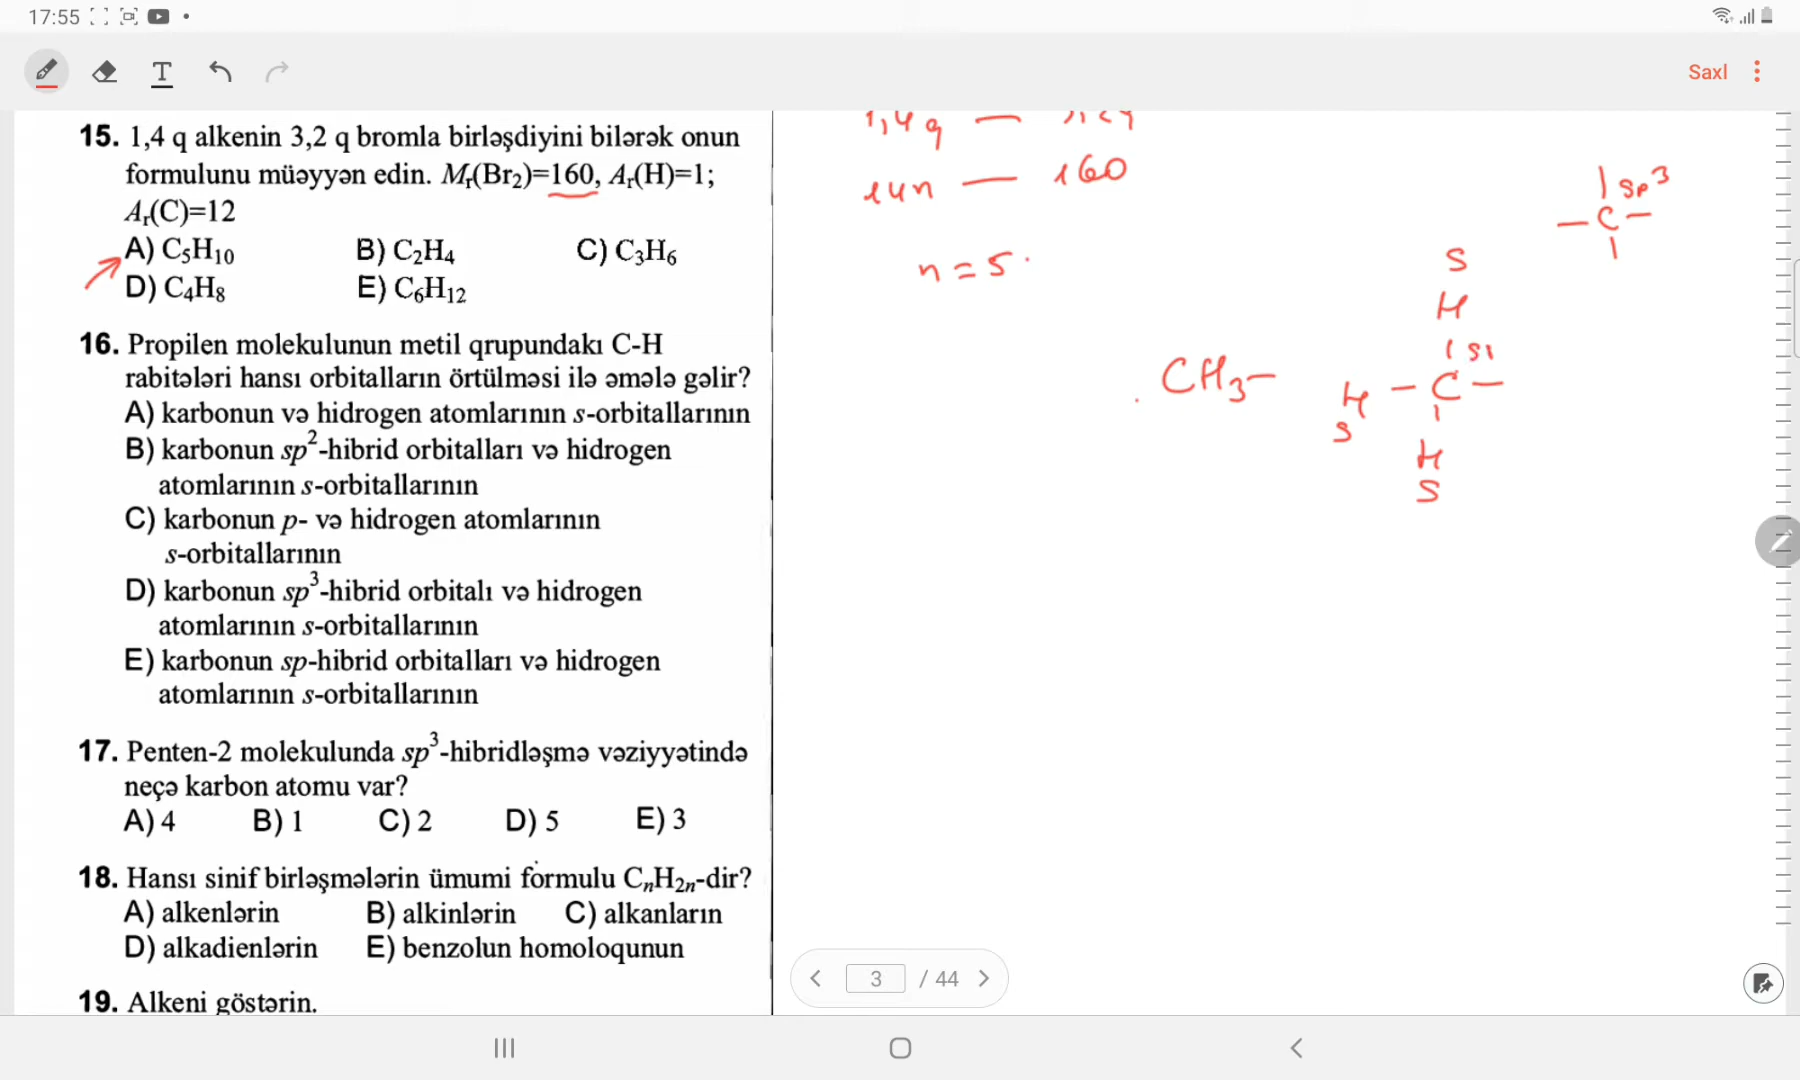 17:55
Saxl
15. 1,4 q alkenin 3,2 q bromla birləşdiyini bilərək onun
formulunu müəyyən edin. Mr(Br2)=160, Ar(H)=1;
Ar(C)=12
A) C5H10 B) C2H4 C) C3H6
D) C4H8 E) C6H12
16. Propilen molekulunun metil qrupundakı C-H
rabitələri hansı orbitalların örtülməsi ilə əmələ gəlir?
A) karbonun və hidrogen atomlarının s-orbitallarının
B) karbonun sp2-hibrid orbitalları və hidrogen
atomlarının s-orbitallarının
C) karbonun p- və hidrogen atomlarının
s-orbitallarının
D) karbonun sp3-hibrid orbitalı və hidrogen
atomlarının s-orbitallarının
E) karbonun sp-hibrid orbitalları və hidrogen
atomlarının s-orbitallarının
17. Penten-2 molekulunda sp3-hibridləşmə vəziyyətində
neçə karbon atomu var?
A) 4 B) 1 C) 2 D) 5 E) 3
18. Hansı sinif birləşmələrin ümumi formulu CnH2n-dir?
A) alkenlərin B) alkinlərin C) alkanların
D) alkadienlərin E) benzolun homoloqunun
19. Alkeni göstərin.
1,4q —
14n — 160
n = 5.
sp3
– C –
S
H
CH3– H – C –
S
H
S
3 / 44